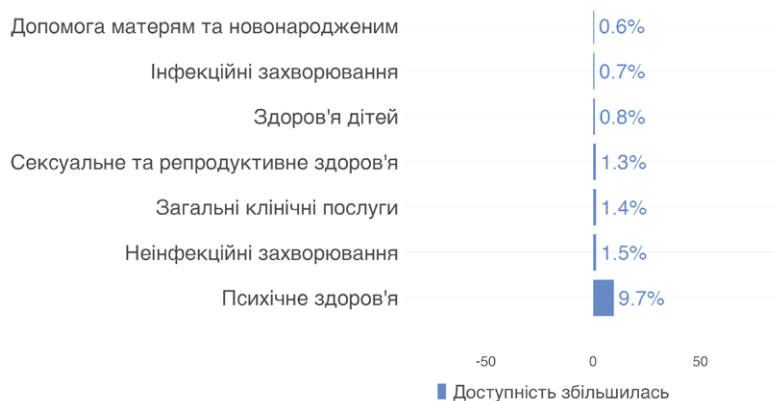 Допомога матерям та новонародженим 0.6%
Інфекційні захворювання 0.7%
Здоров'я дітей 0.8%
Сексуальне та репродуктивне здоров'я 1.3%
Загальні клінічні послуги 1.4%
Неінфекційні захворювання 1.5%
Психічне здоров'я 9.7%
-50 0 50
Доступність збільшилась